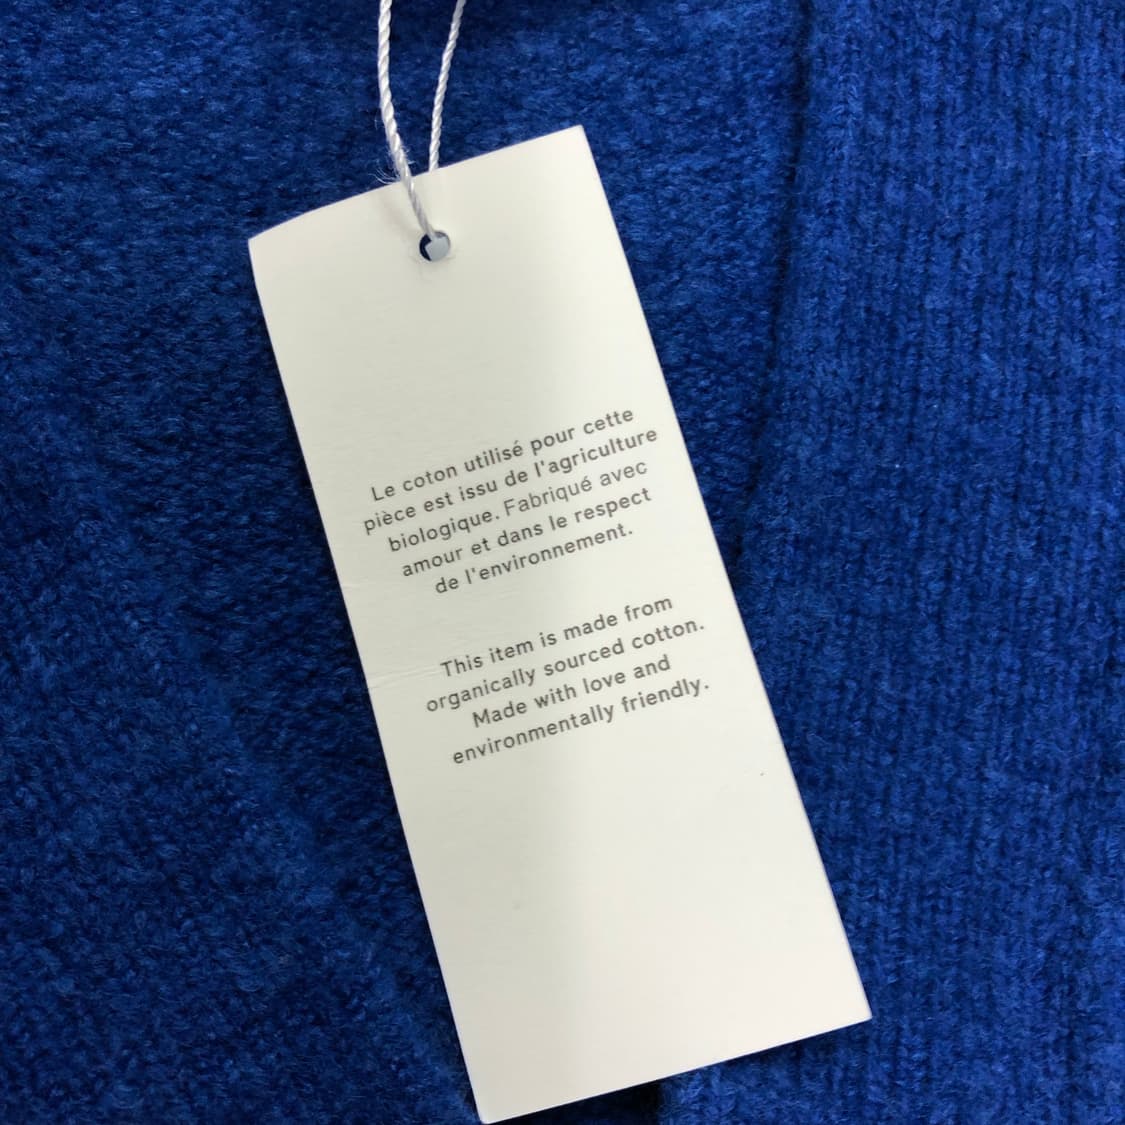 Le coton utilisé pour cette
pièce est issu de l'agriculture
biologique. Fabriqué avec
amour et dans le respect
de l'environnement.
This item is made from
organically sourced cotton.
Made with love and
environmentally friendly.